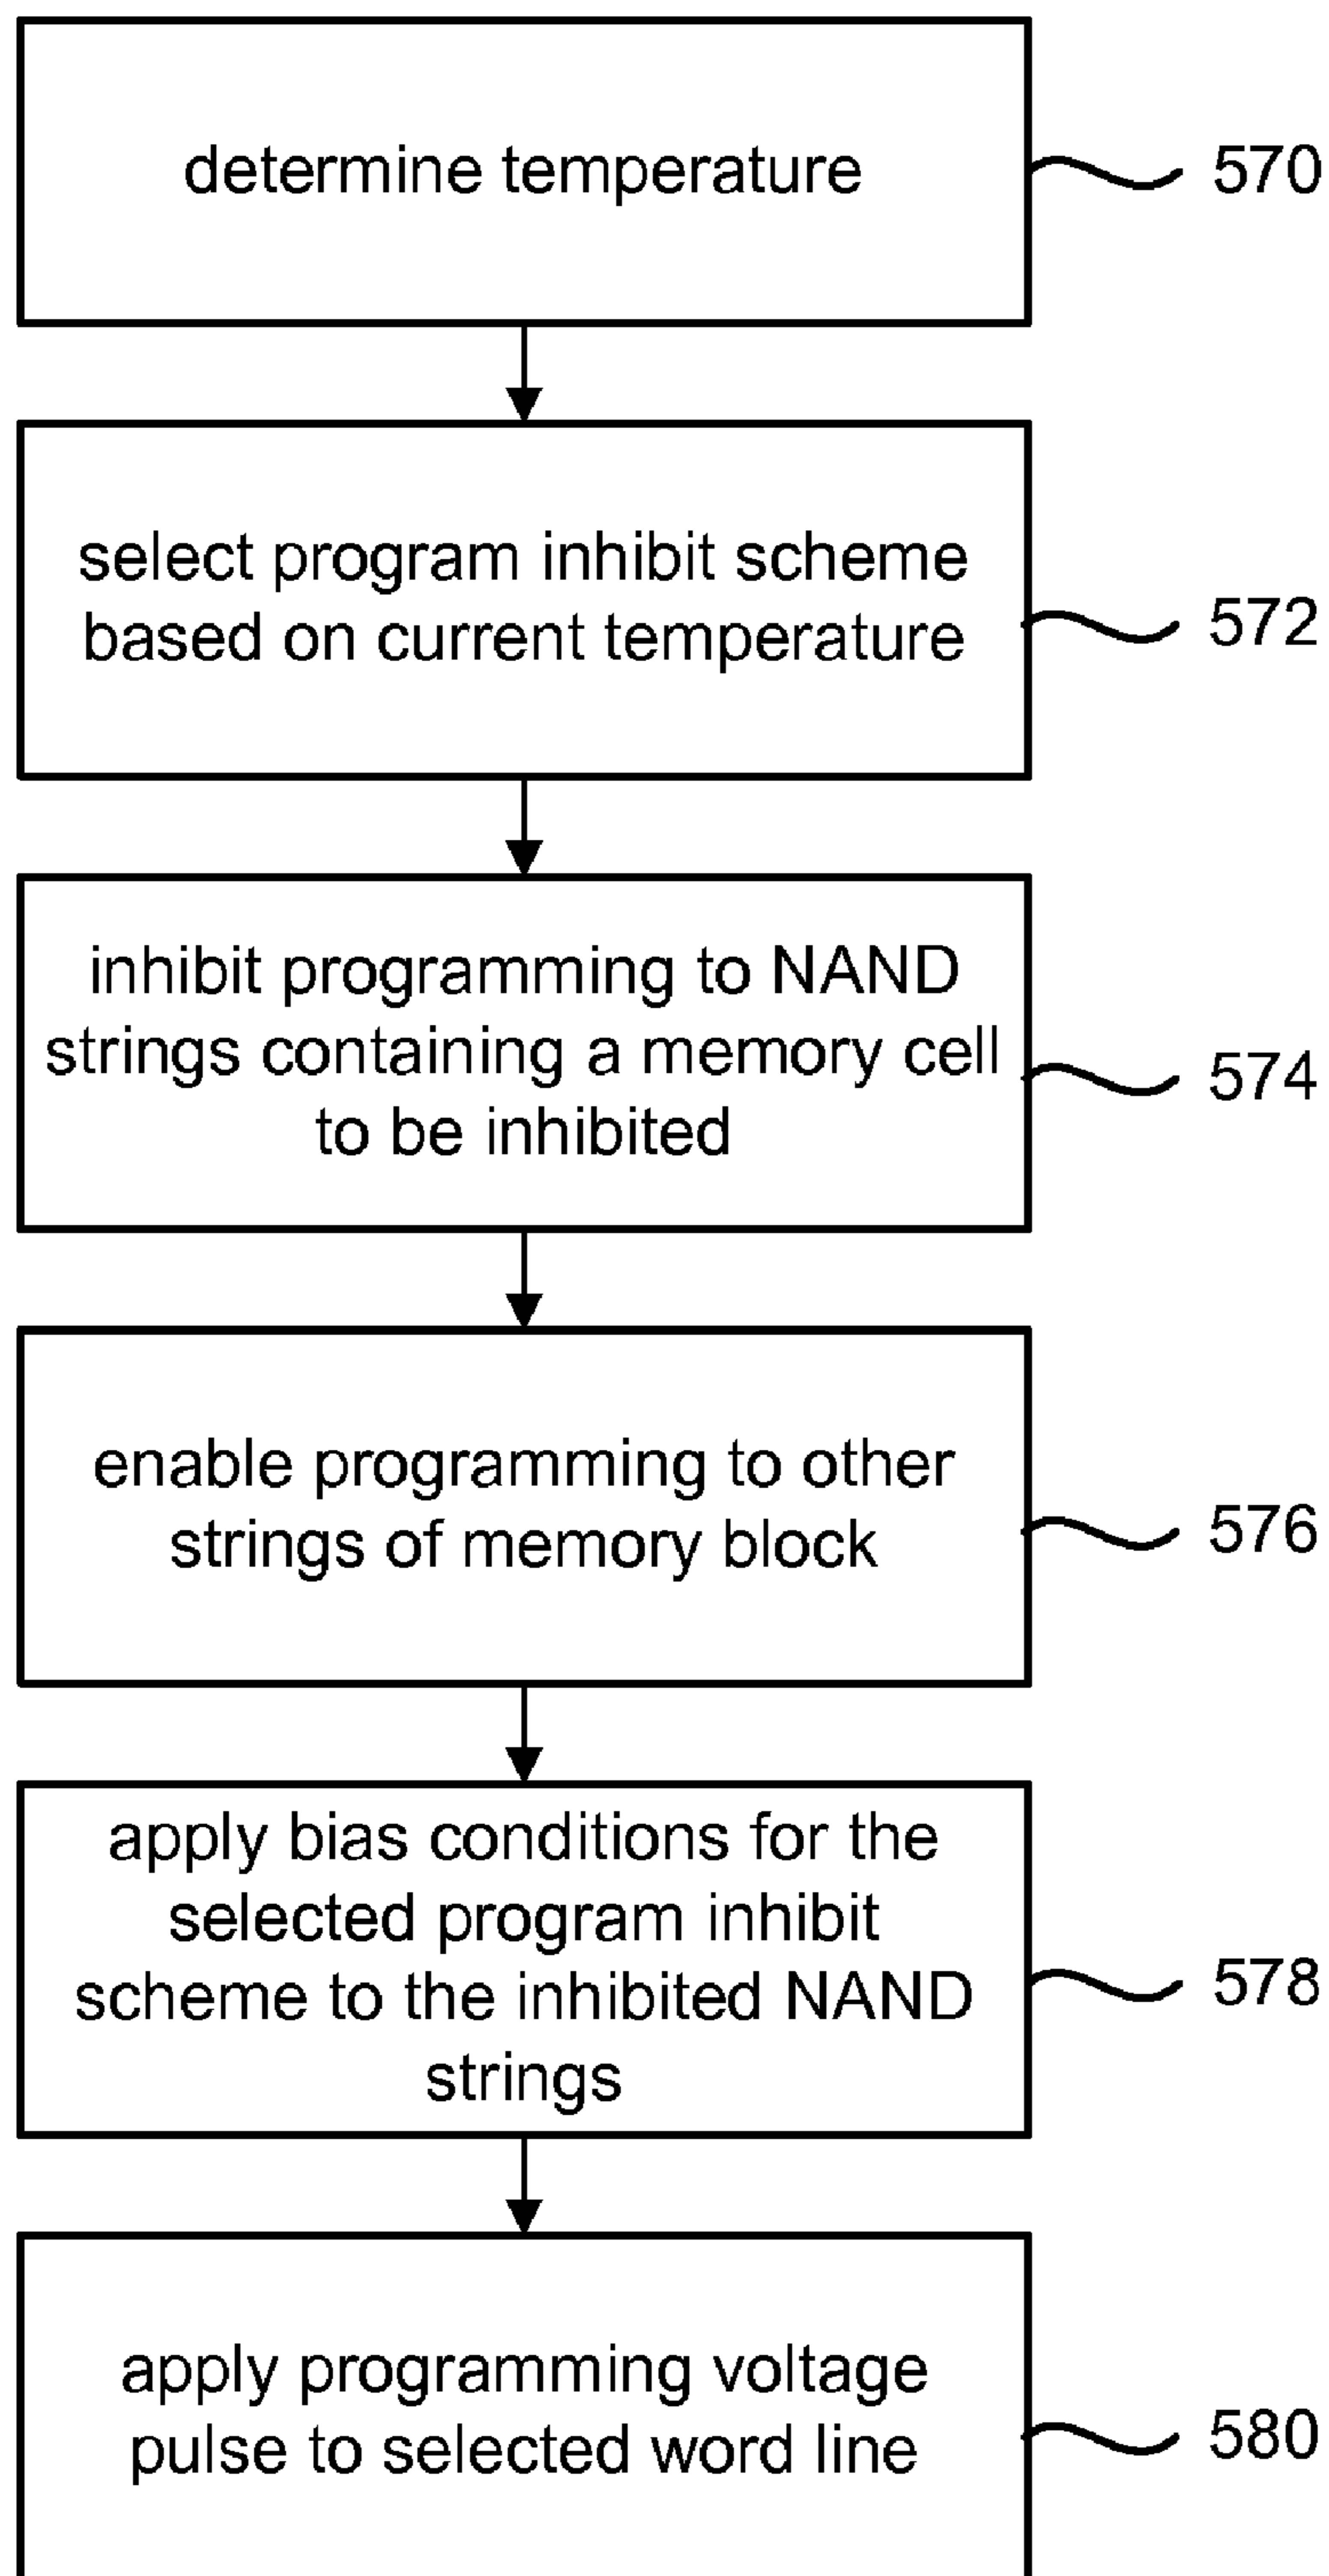 determine temperature
570
select program inhibit scheme
based on current temperature
572
inhibit programming to NAND
strings containing a memory cell
to be inhibited
574
enable programming to other
strings of memory block
576
apply bias conditions for the
selected program inhibit
scheme to the inhibited NAND
strings
578
apply programming voltage
pulse to selected word line
580